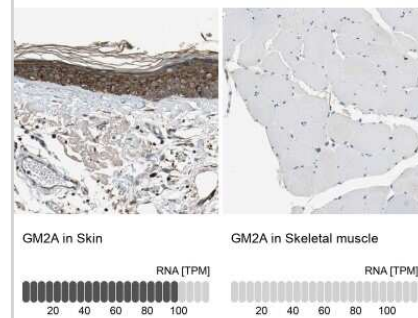 GM2A in Skin
RNA [TPM]
20 40 60 80 100
GM2A in Skeletal muscle
RNA [TPM]
20 40 60 80 100